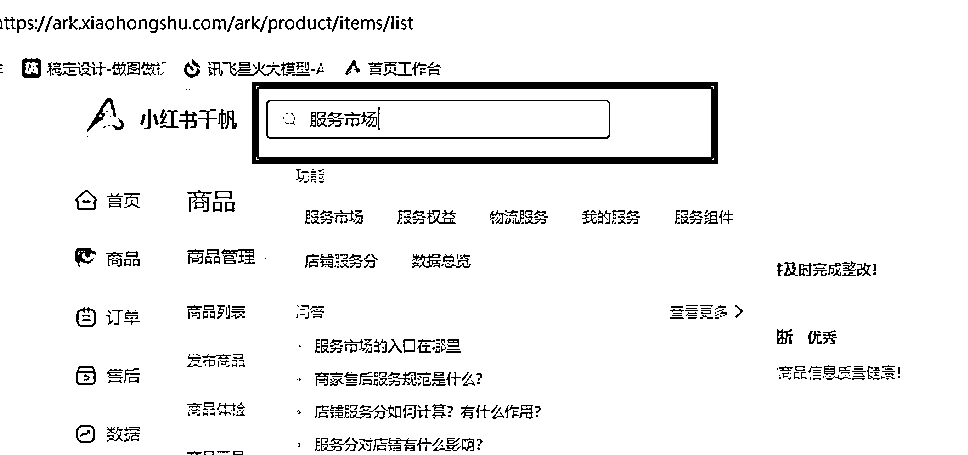 ttps://ark.xiaohongshu.com/ark/product/items/list
稿定设计-做图做 讯飞星火大模型-A 首页工作台
小红书千帆
服务市场
功能
首页 商品
服务市场 服务权益 物流服务 我的服务 服务组件
商品 商品管理
店铺服务分 数据总览
及时完成整改!
订单 商品列表
问答 查看更多 >
断 优秀
服务市场的入口在哪里
发布商品
商品信息质量健康!
售后
商家售后服务规范是什么?
商品体检
店铺服务分如何计算? 有什么作用?
数据
服务分对店铺有什么影响?